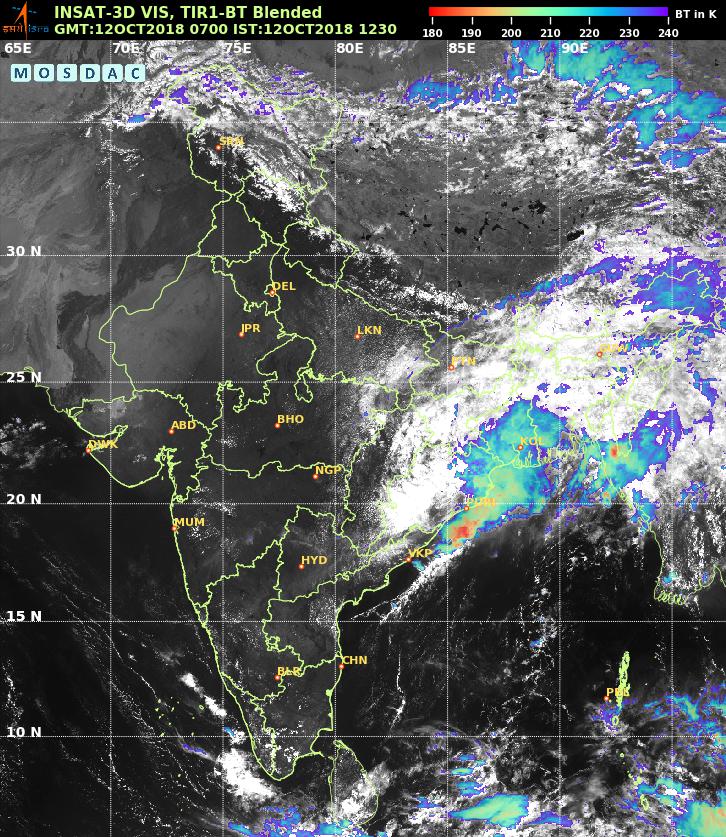 INSAT-3D VIS, TIR1-BT Blended
GMT:12OCT2018 0700 IST:12OCT2018 1230
BT in K
180 190 200 210 220 230 240
65E 70E 75E 80E 85E 90E
MOSDAC
SRN
30 N
DEL
JPR LKN
PTN
25 N
ABD BHO
DWK KOL
NGP
20 N
MUM
VKP
HYD
15 N
CHN
BLR
PBL
10 N